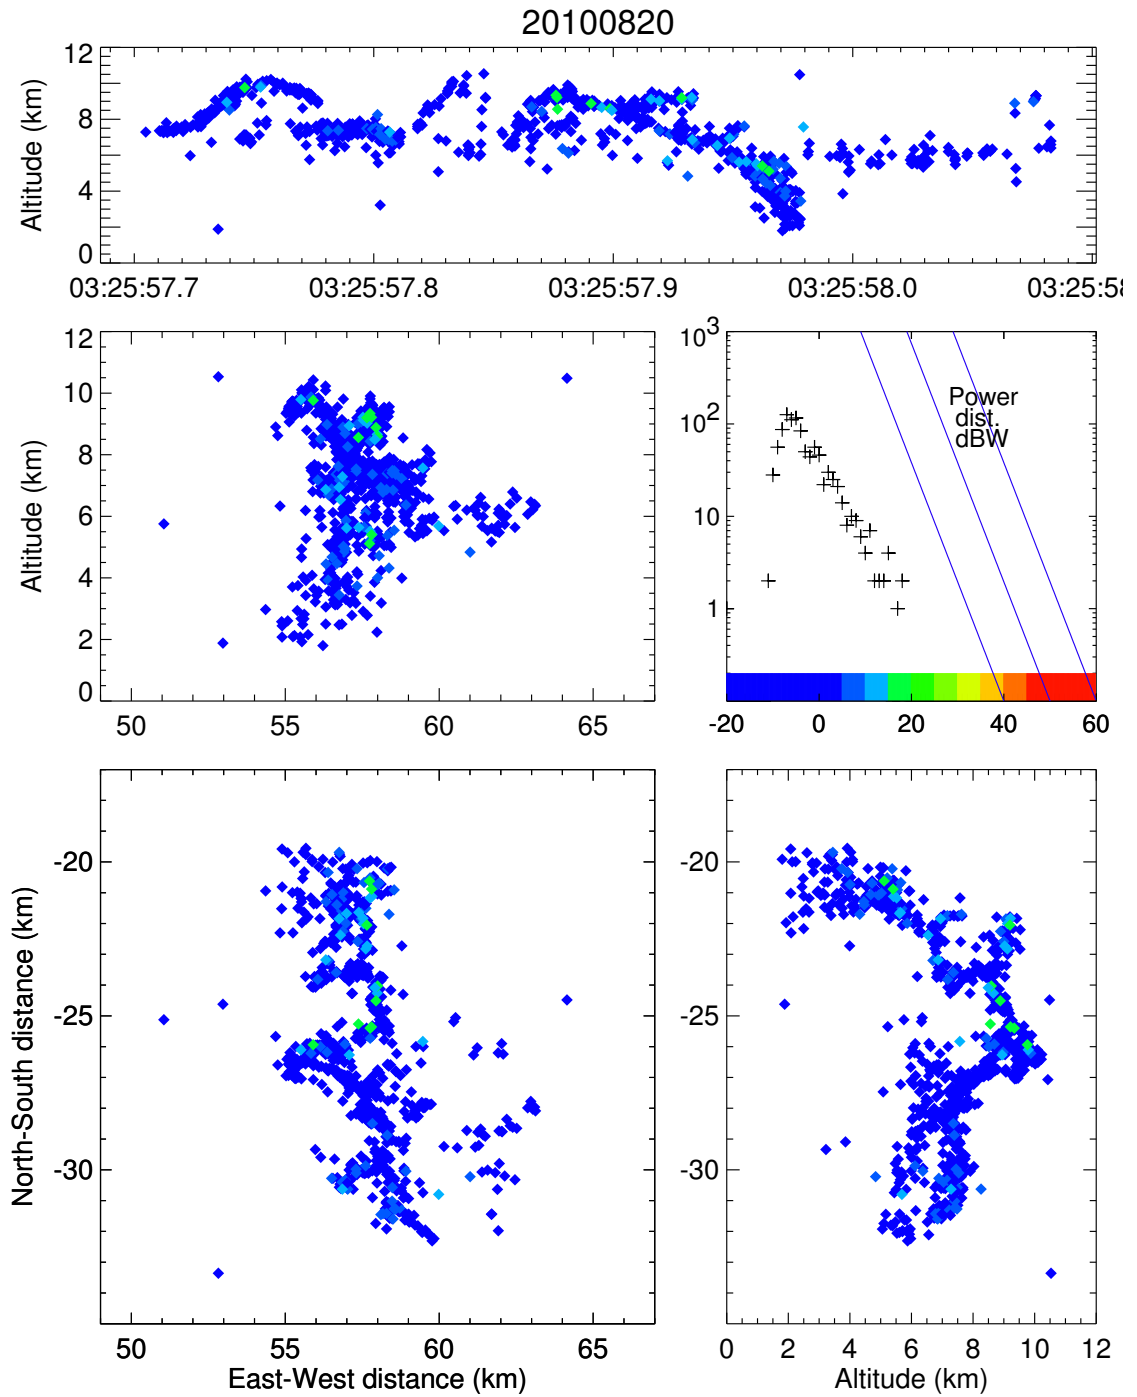 20100820
12
8
4
0
Altitude (km)
03:25:57.7 03:25:57.8 03:25:57.9 03:25:58.0 03:25:58
12
10
8
6
4
2
0
Altitude (km)
50 55 60 65
10^3
10^2
10
1
Power
dist.
dBW
-20 0 20 40 60
-20
-25
-30
North-South distance (km)
50 55 60 65
East-West distance (km)
-20
-25
-30
0 2 4 6 8 10 12
Altitude (km)